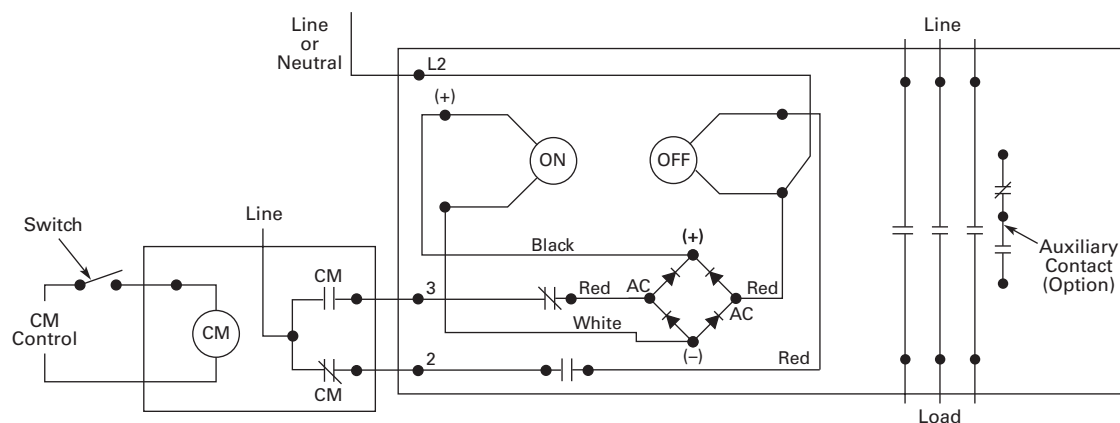 Line
or
Neutral
L2
(+)
ON
OFF
Line
Switch
Line
CM
Control
CM
CM
CM
3
2
Black
Red
White
AC
(+)
AC
(–)
Red
Red
Auxiliary
Contact
(Option)
Load